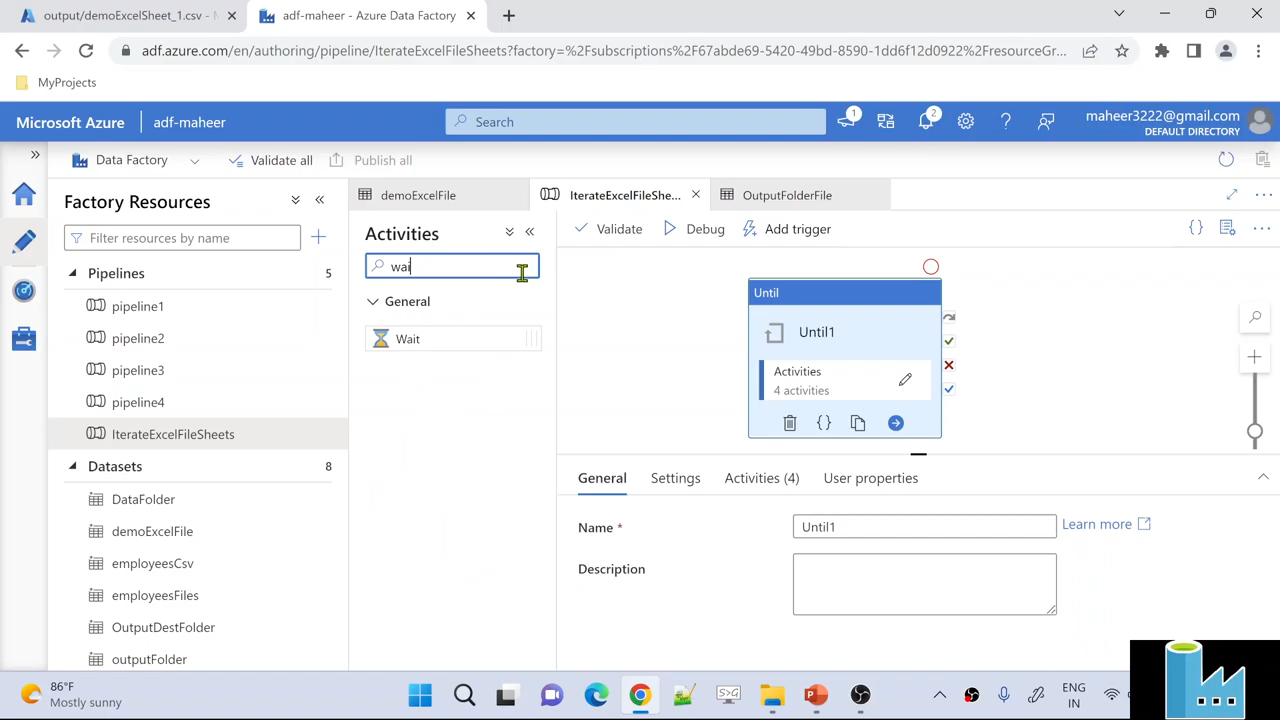 output/demoExcelSheet_1.csv - M
adf-maheer - Azure Data Factory
adf.azure.com/en/authoring/pipeline/IterateExcelFileSheets?factory=%2Fsubscriptions%2F67abde69-5420-49bd-8590-1dd6f12d0922%2FresourceGr...
MyProjects
Microsoft Azure
adf-maheer
Search
1
2
maheer3222@gmail.com
DEFAULT DIRECTORY
Data Factory
Validate all
Publish all
Factory Resources
demoExcelFile
IterateExcelFileShe...
OutputFolderFile
Filter resources by name
Activities
Validate
Debug
Add trigger
wai
Pipelines
5
General
Until
pipeline1
pipeline2
pipeline3
pipeline4
IterateExcelFileSheets
Wait
Until1
Activities
4 activities
Datasets
8
DataFolder
demoExcelFile
employeesCsv
employeesFiles
OutputDestFolder
outputFolder
General
Settings
Activities (4)
User properties
Name *
Until1
Learn more
Description
86°F
Mostly sunny
ENG
IN